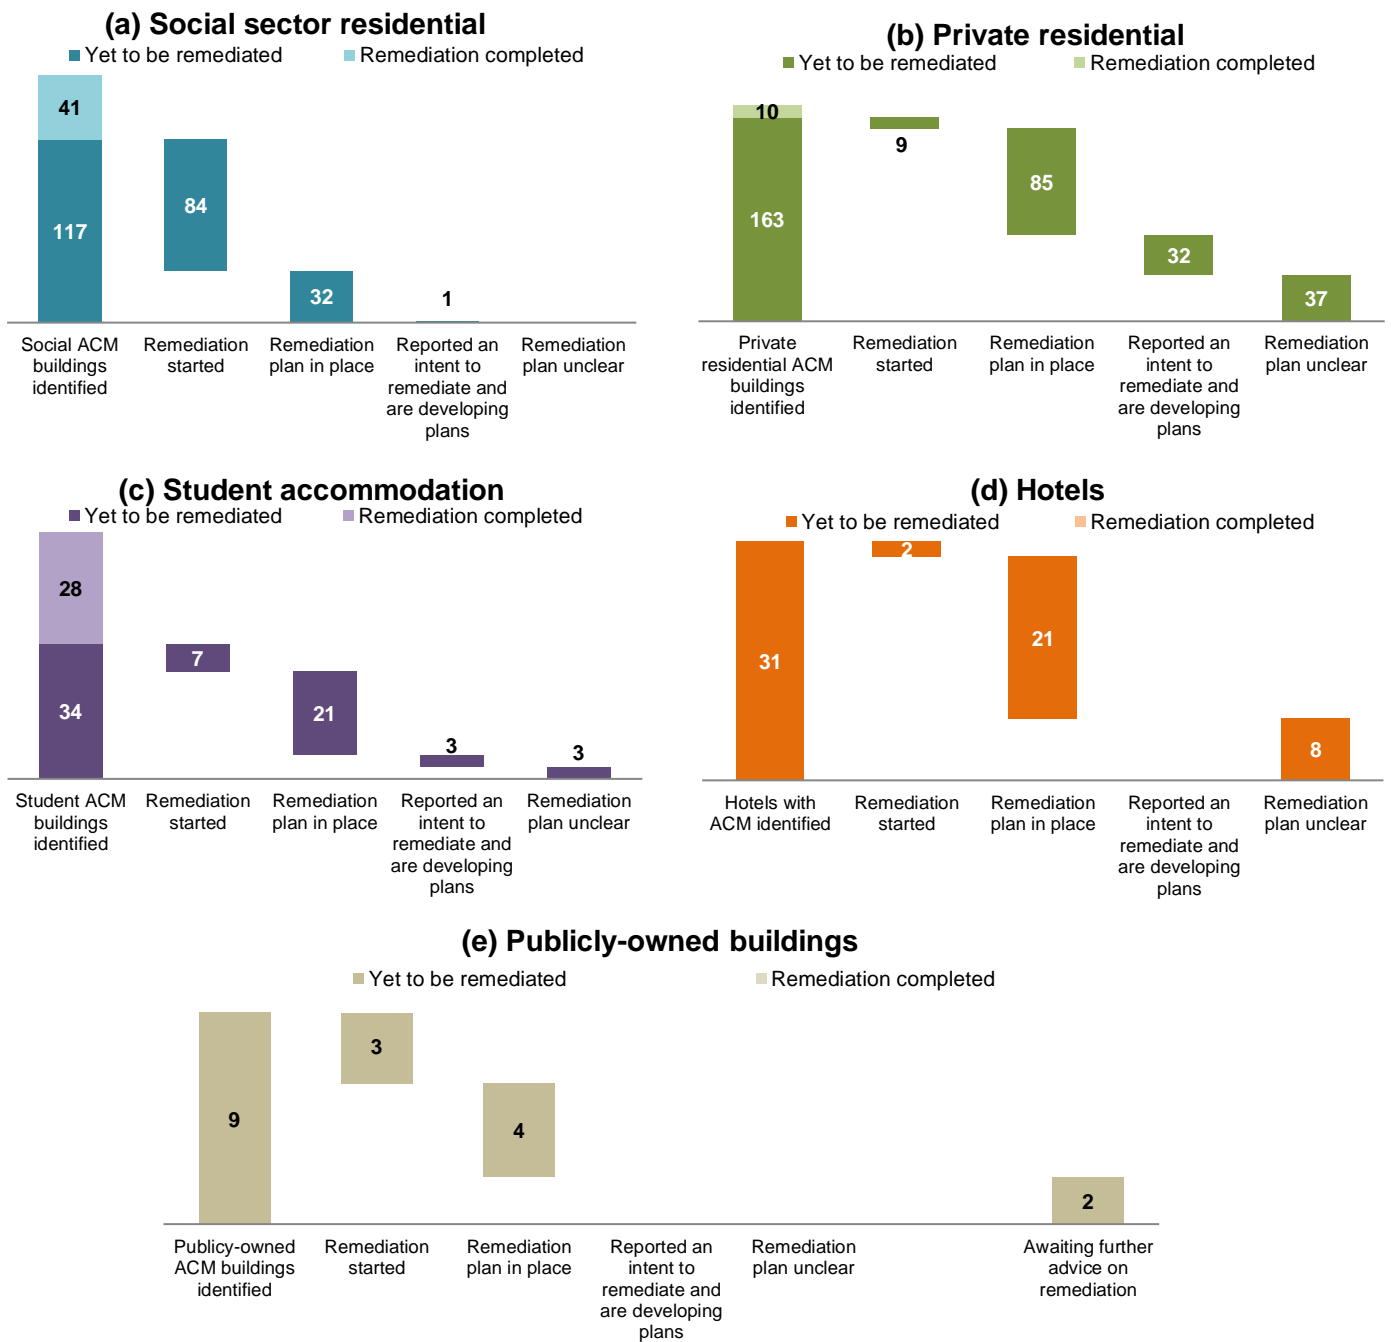 (a) Social sector residential
Yet to be remediated Remediation completed
41
117
84
32
1
Social ACM
buildings
identified
Remediation
started
Remediation
plan in place
Reported an
intent to
remediate and
are developing
plans
Remediation
plan unclear
(b) Private residential
Yet to be remediated Remediation completed
10
163
9
85
32
37
Private
residential ACM
buildings
identified
Remediation
started
Remediation
plan in place
Reported an
intent to
remediate and
are developing
plans
Remediation
plan unclear
(c) Student accommodation
Yet to be remediated Remediation completed
28
34
7
21
3
3
Student ACM
buildings
identified
Remediation
started
Remediation
plan in place
Reported an
intent to
remediate and
are developing
plans
Remediation
plan unclear
(d) Hotels
Yet to be remediated Remediation completed
31
2
21
8
Hotels with
ACM identified
Remediation
started
Remediation
plan in place
Reported an
intent to
remediate and
are developing
plans
Remediation
plan unclear
(e) Publicly-owned buildings
Yet to be remediated Remediation completed
9
3
4
2
Publicy-owned
ACM buildings
identified
Remediation
started
Remediation
plan in place
Reported an
intent to
remediate and
are developing
plans
Remediation
plan unclear
Awaiting further
advice on
remediation